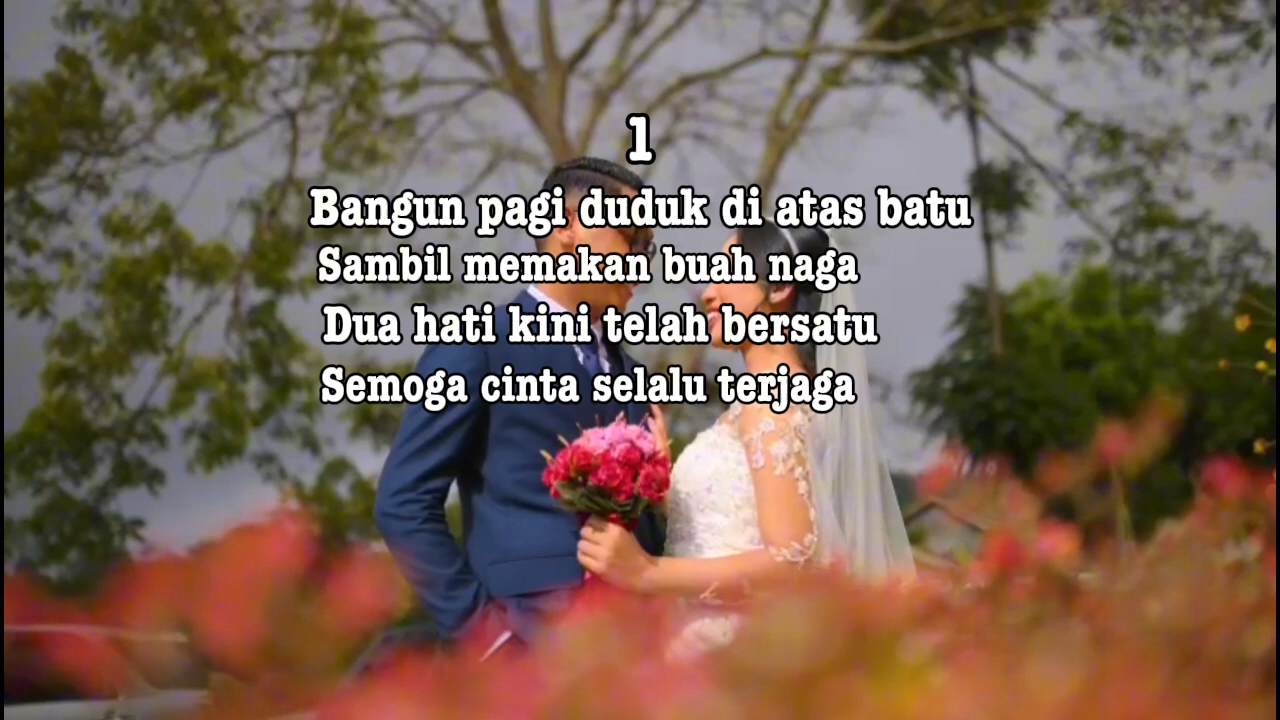 1
Bangun pagi duduk di atas batu
Sambil memakan buah naga
Dua hati kini telah bersatu
Semoga cinta selalu terjaga